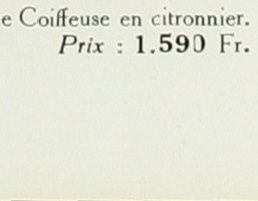 e Coiffeuse en citronnier.
Prix : 1.590 Fr.